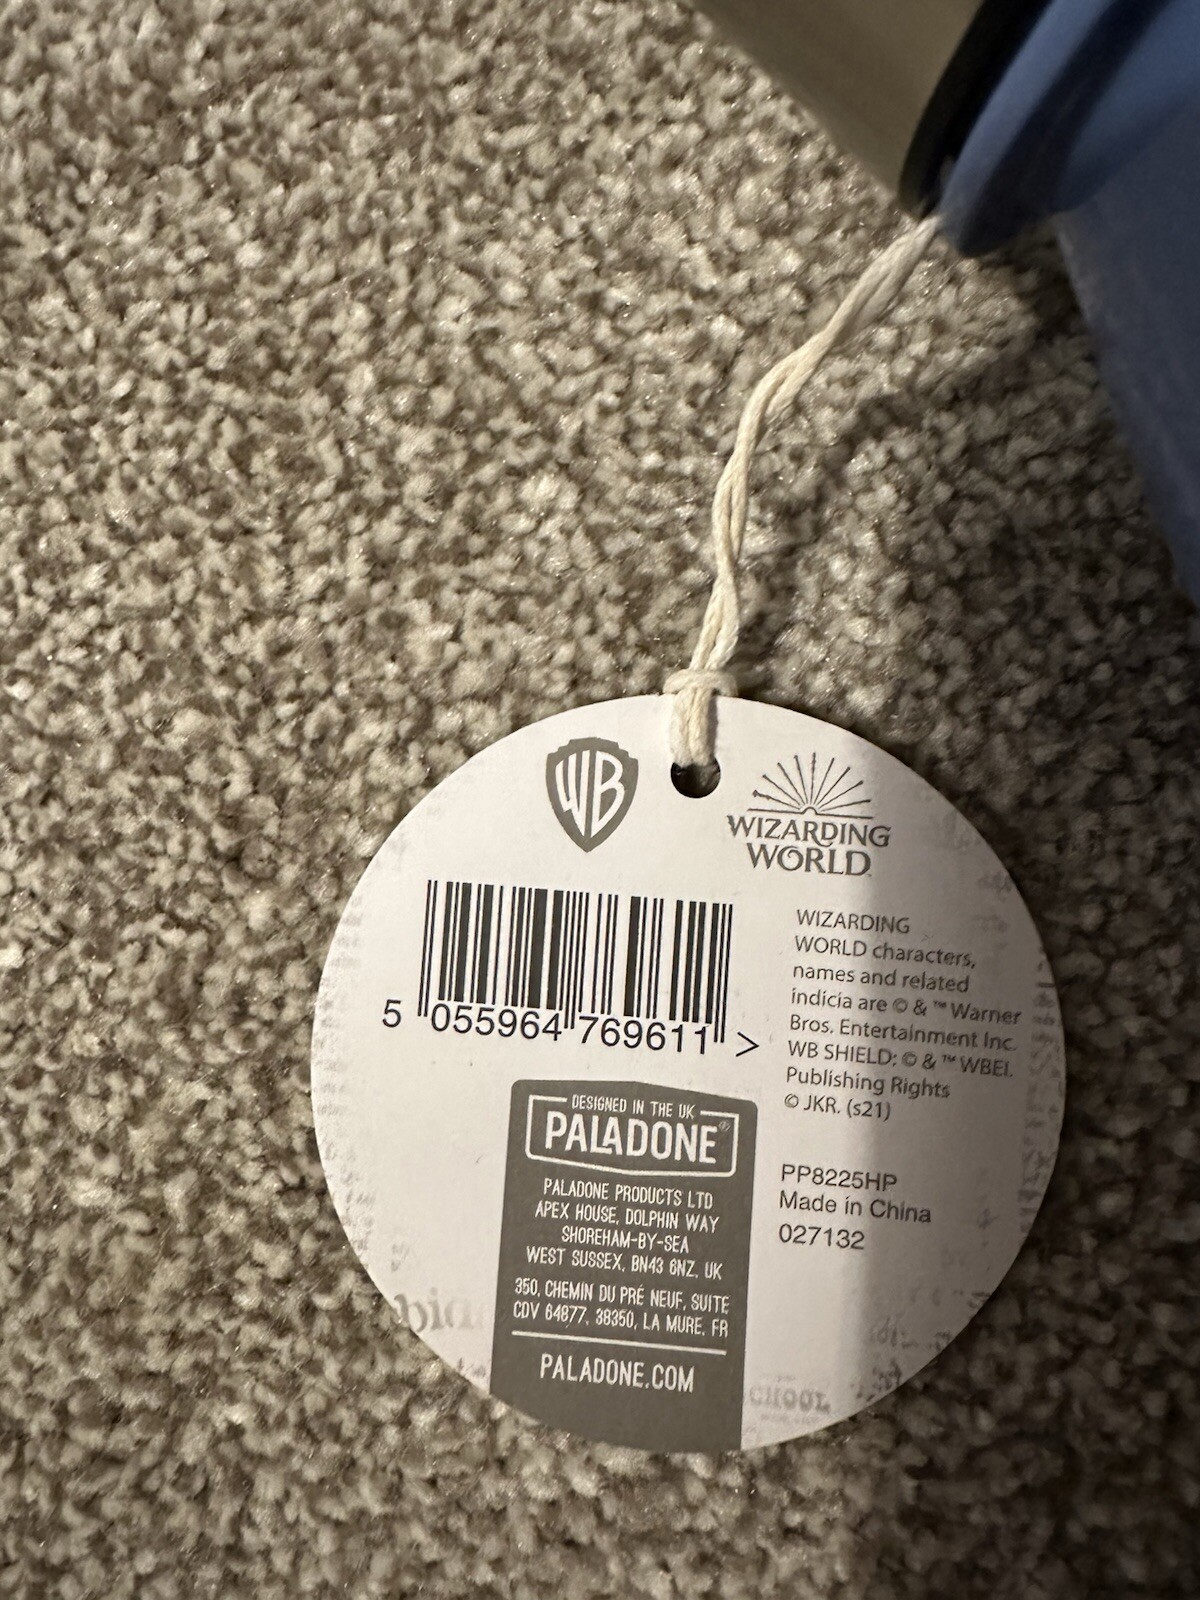 WB
WIZARDING
WORLD
5 055964 769611 >
WIZARDING
WORLD characters,
names and related
indicia are © & ™ Warner
Bros. Entertainment Inc.
WB SHIELD: © & ™ WBEI.
Publishing Rights
© JKR. (s21)
PP8225HP
Made in China
027132
DESIGNED IN THE UK
PALADONE®
PALADONE PRODUCTS LTD
APEX HOUSE, DOLPHIN WAY
SHOREHAM-BY-SEA
WEST SUSSEX, BN43 6NZ, UK
350, CHEMIN DU PRÉ NEUF, SUITE
CDV 64877, 38350, LA MURE, FR
PALADONE.COM